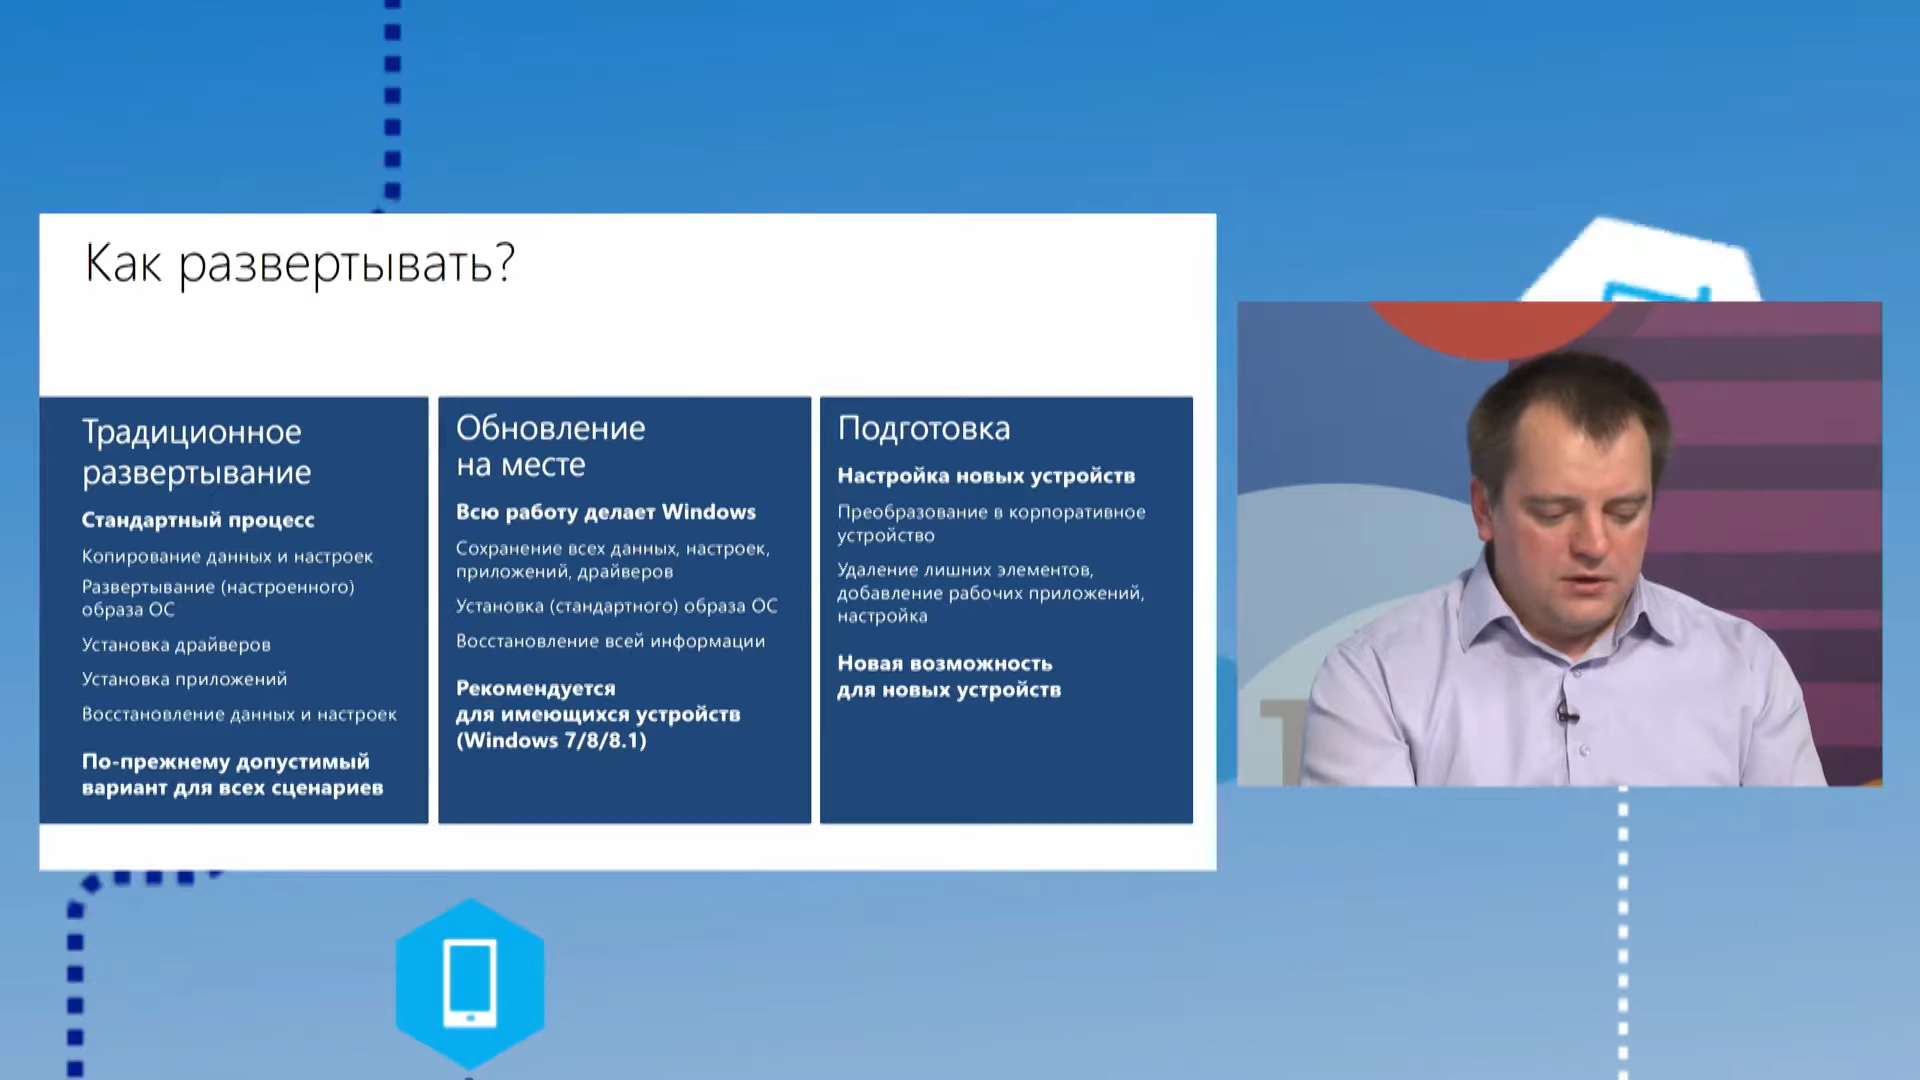 Как развертывать?
Традиционное
развертывание
Стандартный процесс
Копирование данных и настроек
Развертывание (настроенного)
образа ОС
Установка драйверов
Установка приложений
Восстановление данных и настроек
По-прежнему допустимый
вариант для всех сценариев
Обновление
на месте
Всю работу делает Windows
Сохранение всех данных, настроек,
приложений, драйверов
Установка (стандартного) образа ОС
Восстановление всей информации
Рекомендуется
для имеющихся устройств
(Windows 7/8/8.1)
Подготовка
Настройка новых устройств
Преобразование в корпоративное
устройство
Удаление лишних элементов,
добавление рабочих приложений,
настройка
Новая возможность
для новых устройств